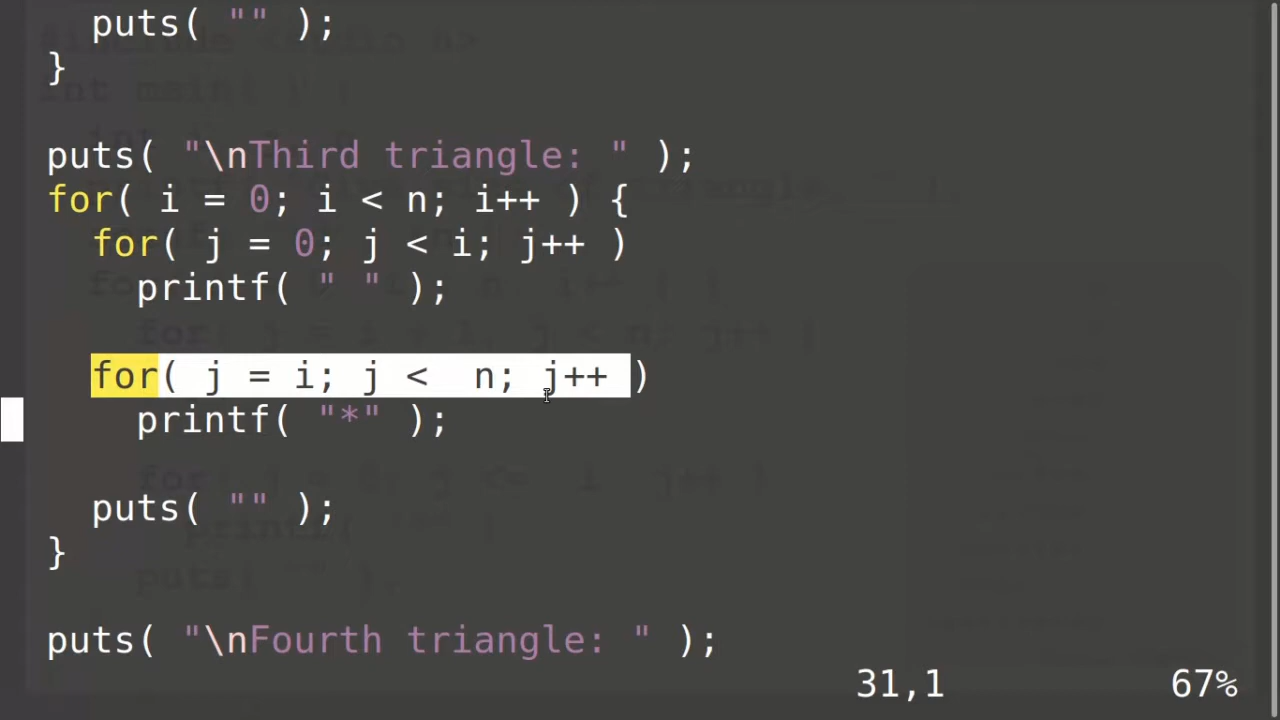 puts( "" );
}
puts( "\nThird triangle: " );
for( i = 0; i < n; i++ ) {
for( j = 0; j < i; j++ )
printf( " " );
for( j = i; j <  n; j++ )
printf( "*" );
puts( "" );
}
puts( "\nFourth triangle: " );
31,1 67%